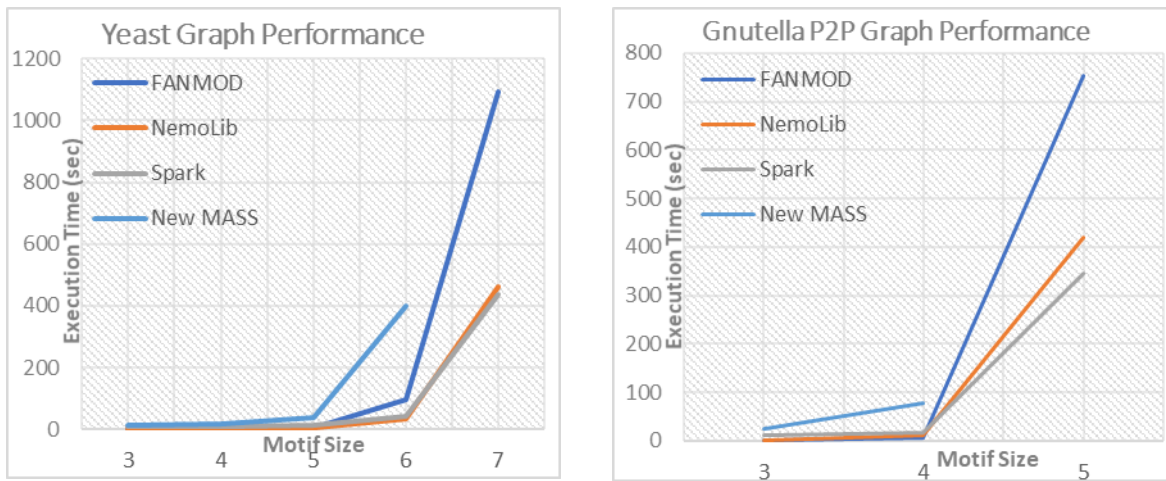 Yeast Graph Performance
1200
1000
800
600
400
200
0
Execution Time (sec)
FANMOD
NemoLib
Spark
New MASS
3 4 5 6 7
Motif Size
Gnutella P2P Graph Performance
800
700
600
500
400
300
200
100
0
Execution Time (sec)
FANMOD
NemoLib
Spark
New MASS
3 4 5
Motif Size